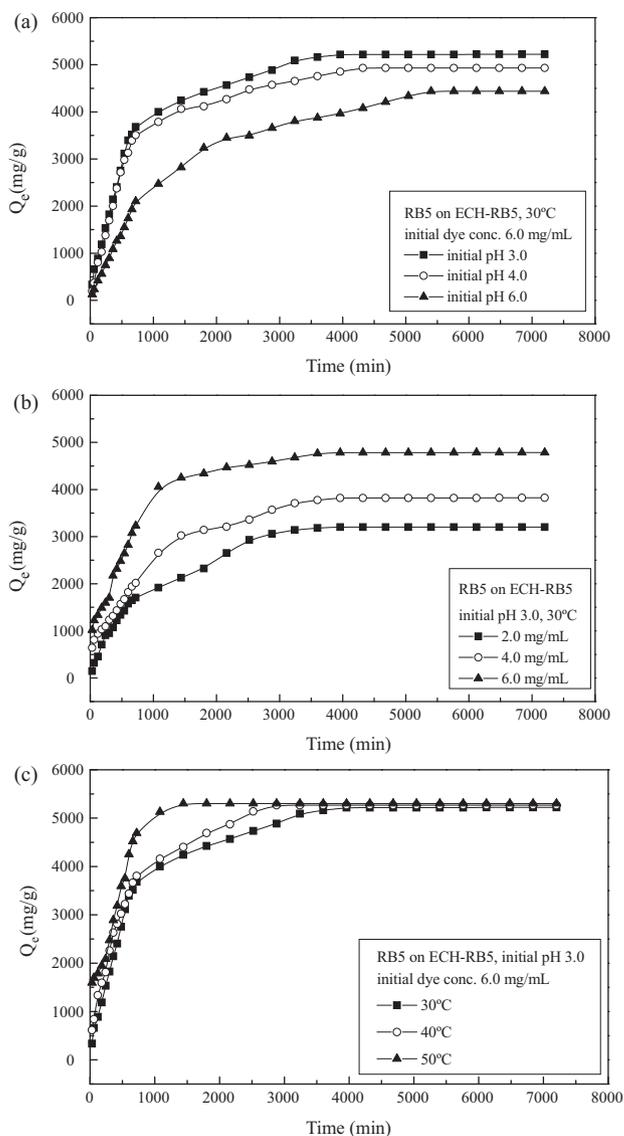 (a)
6000
5000
4000
3000
2000
1000
0
Qe(mg/g)
RB5 on ECH-RB5, 30ºC
initial dye conc. 6.0 mg/mL
initial pH 3.0
initial pH 4.0
initial pH 6.0
0 1000 2000 3000 4000 5000 6000 7000 8000
Time (min)
(b)
6000
5000
4000
3000
2000
1000
0
Qe(mg/g)
RB5 on ECH-RB5
initial pH 3.0, 30ºC
2.0 mg/mL
4.0 mg/mL
6.0 mg/mL
0 1000 2000 3000 4000 5000 6000 7000 8000
Time (min)
(c)
6000
5000
4000
3000
2000
1000
0
Qe(mg/g)
RB5 on ECH-RB5, initial pH 3.0
initial dye conc. 6.0 mg/mL
30ºC
40ºC
50ºC
0 1000 2000 3000 4000 5000 6000 7000 8000
Time (min)